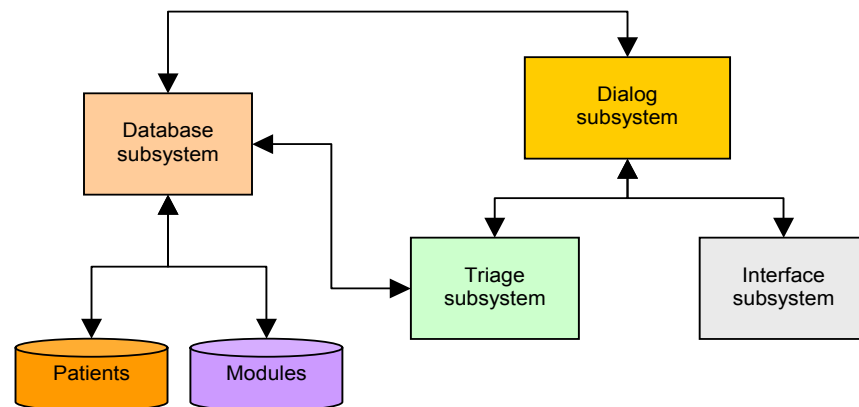 Dialog
subsystem
Database
subsystem
Triage
subsystem
Interface
subsystem
Patients
Modules